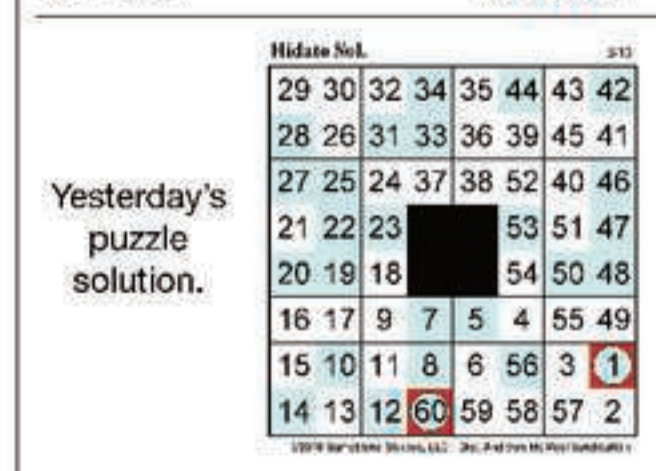 Hidato Sol.
29 30 32 34 35 44 43 42
28 26 31 33 36 39 45 41
27 25 24 37 38 52 40 46
21 22 23 53 51 47
20 19 18 54 50 48
16 17 9 7 5 4 55 49
15 10 11 8 6 56 3 1
14 13 12 60 59 58 57 2
Yesterday's
puzzle
solution.